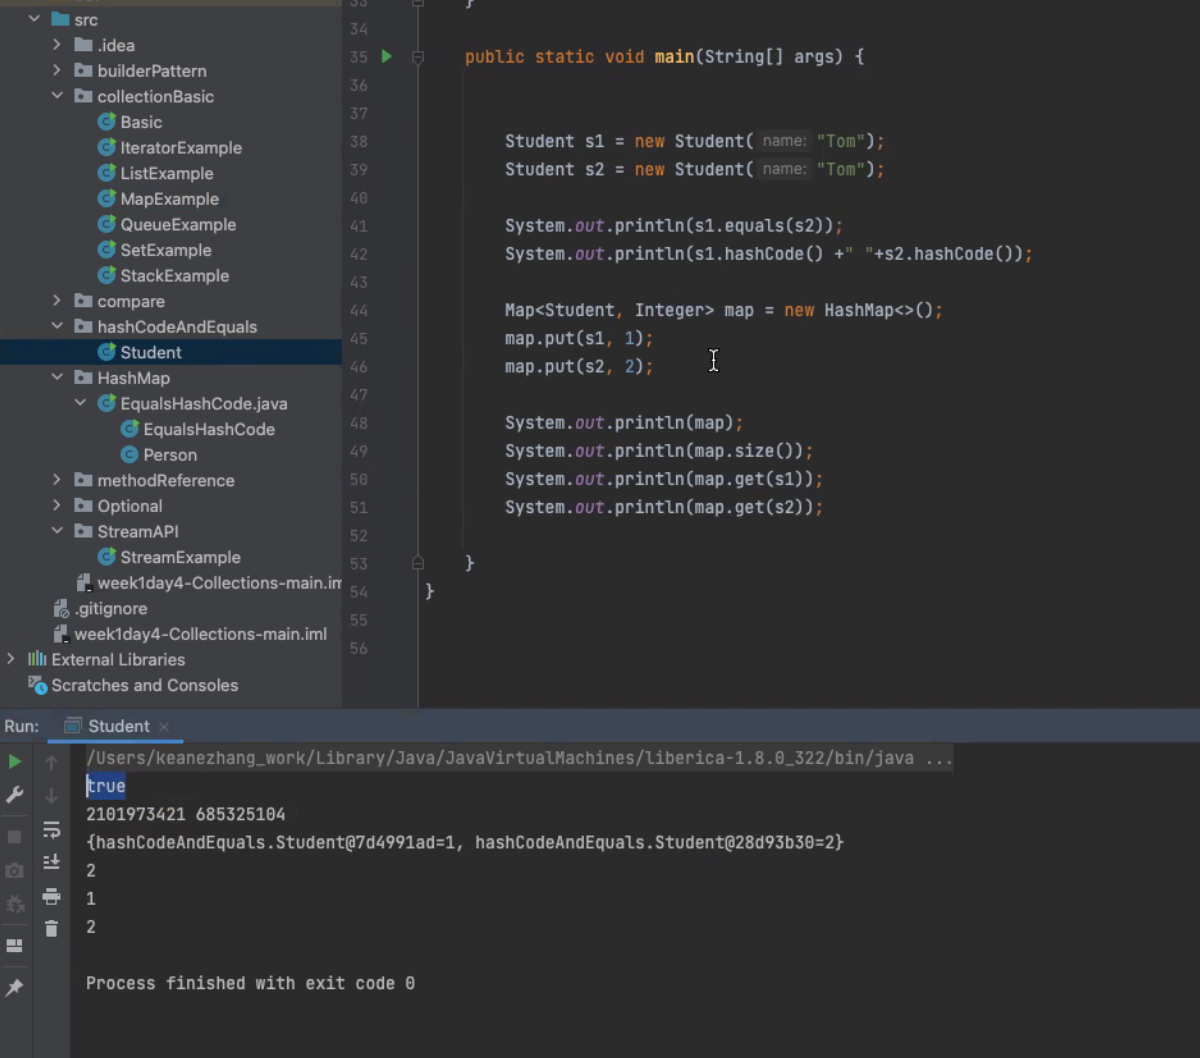 src
.idea
builderPattern
collectionBasic
Basic
IteratorExample
ListExample
MapExample
QueueExample
SetExample
StackExample
compare
hashCodeAndEquals
Student
HashMap
EqualsHashCode.java
EqualsHashCode
Person
methodReference
Optional
StreamAPI
StreamExample
week1day4-Collections-main.im
.gitignore
week1day4-Collections-main.iml
External Libraries
Scratches and Consoles
33 }
34
35 public static void main(String[] args) {
36
37
38 Student s1 = new Student( name: "Tom");
39 Student s2 = new Student( name: "Tom");
40
41 System.out.println(s1.equals(s2));
42 System.out.println(s1.hashCode() +" "+s2.hashCode());
43
44 Map<Student, Integer> map = new HashMap<>();
45 map.put(s1, 1);
46 map.put(s2, 2);
47
48 System.out.println(map);
49 System.out.println(map.size());
50 System.out.println(map.get(s1));
51 System.out.println(map.get(s2));
52
53 }
54 }
55
56
Run: Student
/Users/keanezhang_work/Library/Java/JavaVirtualMachines/liberica-1.8.0_322/bin/java ...
true
2101973421 685325104
{hashCodeAndEquals.Student@7d4991ad=1, hashCodeAndEquals.Student@28d93b30=2}
2
1
2
Process finished with exit code 0